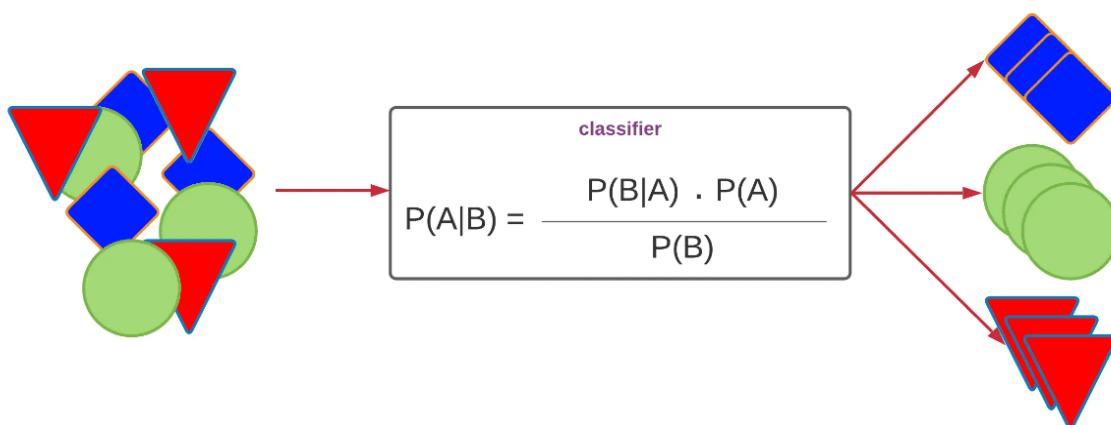 classifier
P(B|A) . P(A)
P(A|B) =
P(B)